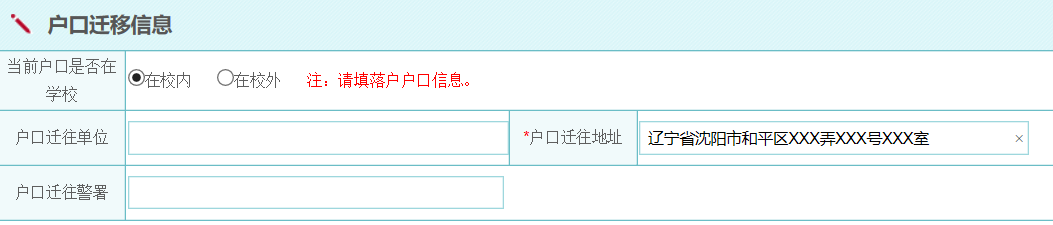 户口迁移信息
当前户口是否在
学校
在校内 在校外 注：请填落户户口信息。
户口迁往单位 *户口迁往地址 辽宁省沈阳市和平区XXX弄XXX号XXX室 ×
户口迁往警署